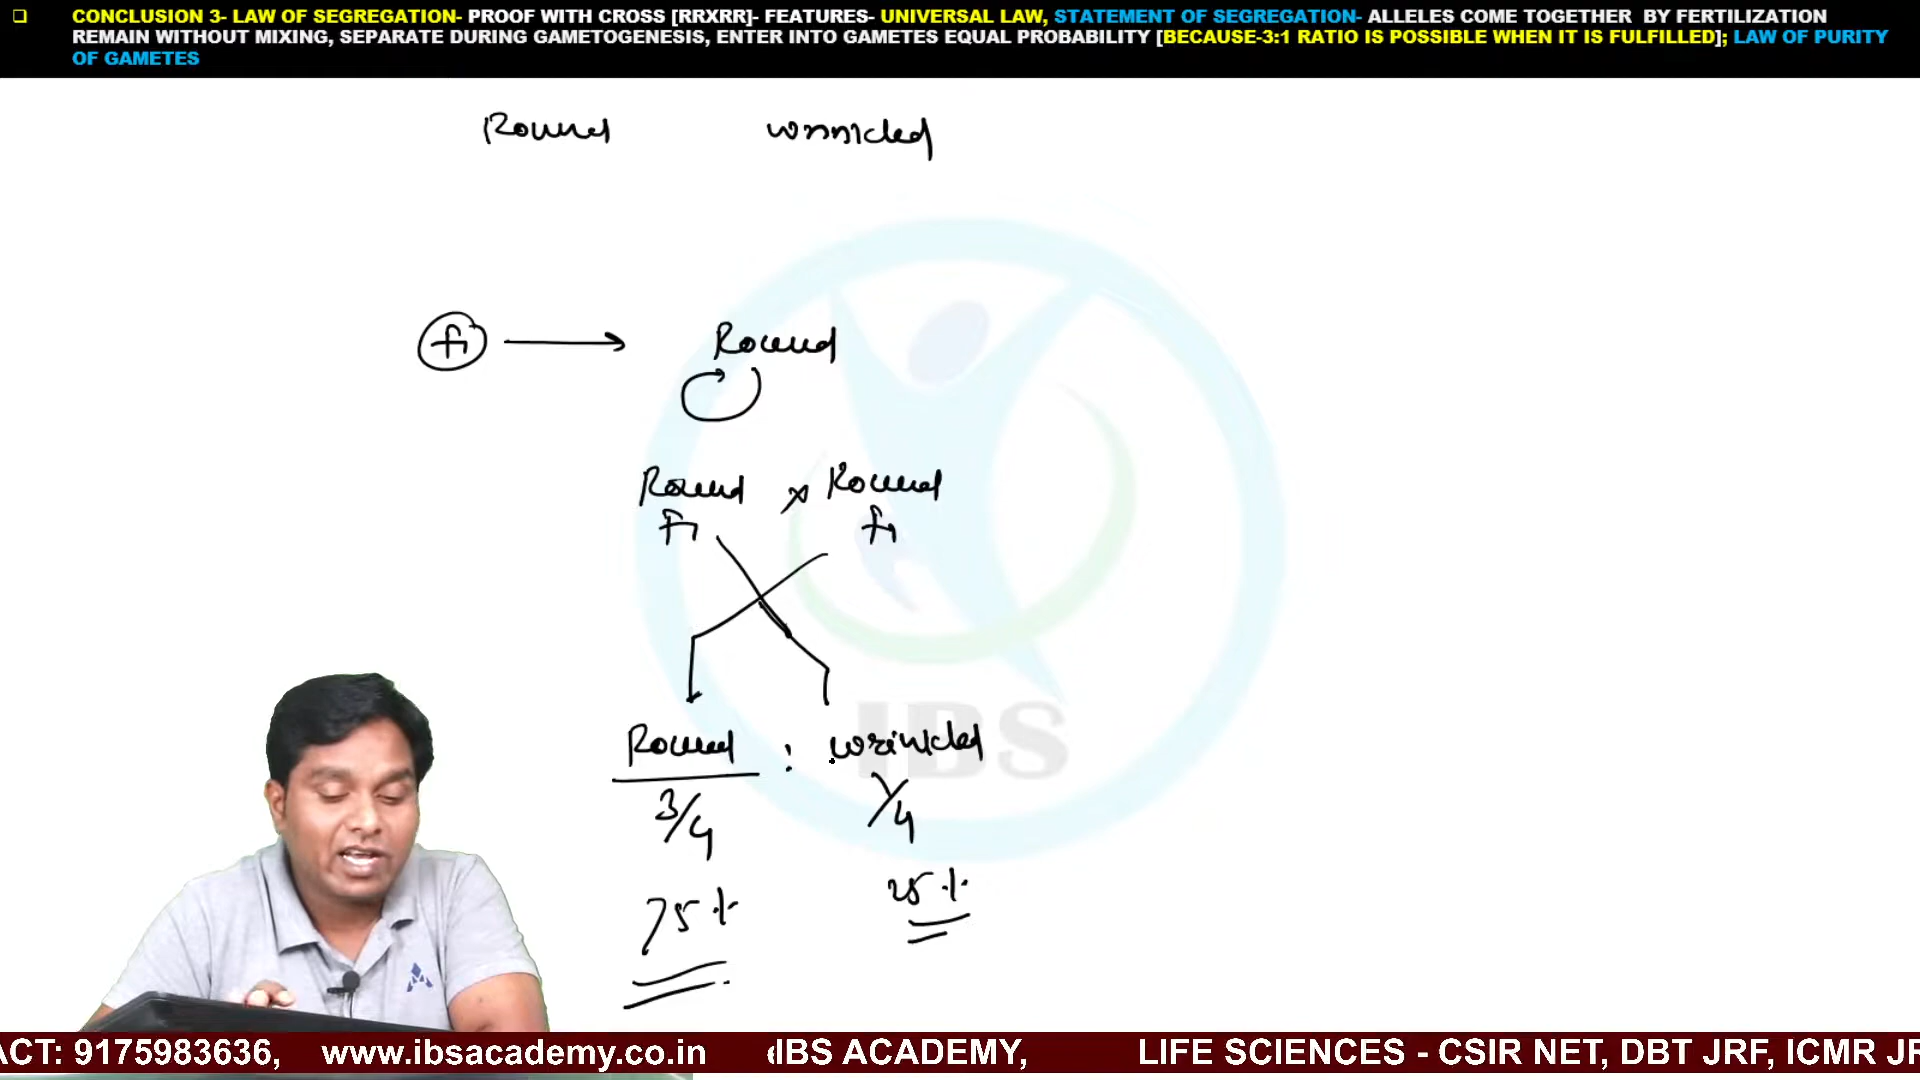 ❑ CONCLUSION 3- LAW OF SEGREGATION- PROOF WITH CROSS [RRXRR]- FEATURES- UNIVERSAL LAW, STATEMENT OF SEGREGATION- ALLELES COME TOGETHER BY FERTILIZATION
REMAIN WITHOUT MIXING, SEPARATE DURING GAMETOGENESIS, ENTER INTO GAMETES EQUAL PROBABILITY [BECAUSE-3:1 RATIO IS POSSIBLE WHEN IT IS FULFILLED]; LAW OF PURITY
OF GAMETES
Round wrinkled
F1 → Round
Round × Round
F1 F1
Round : wrinkled
3/4 1/4
75% 25%
IBS
ACT: 9175983636, www.ibsacademy.co.in IBS ACADEMY, LIFE SCIENCES - CSIR NET, DBT JRF, ICMR JR